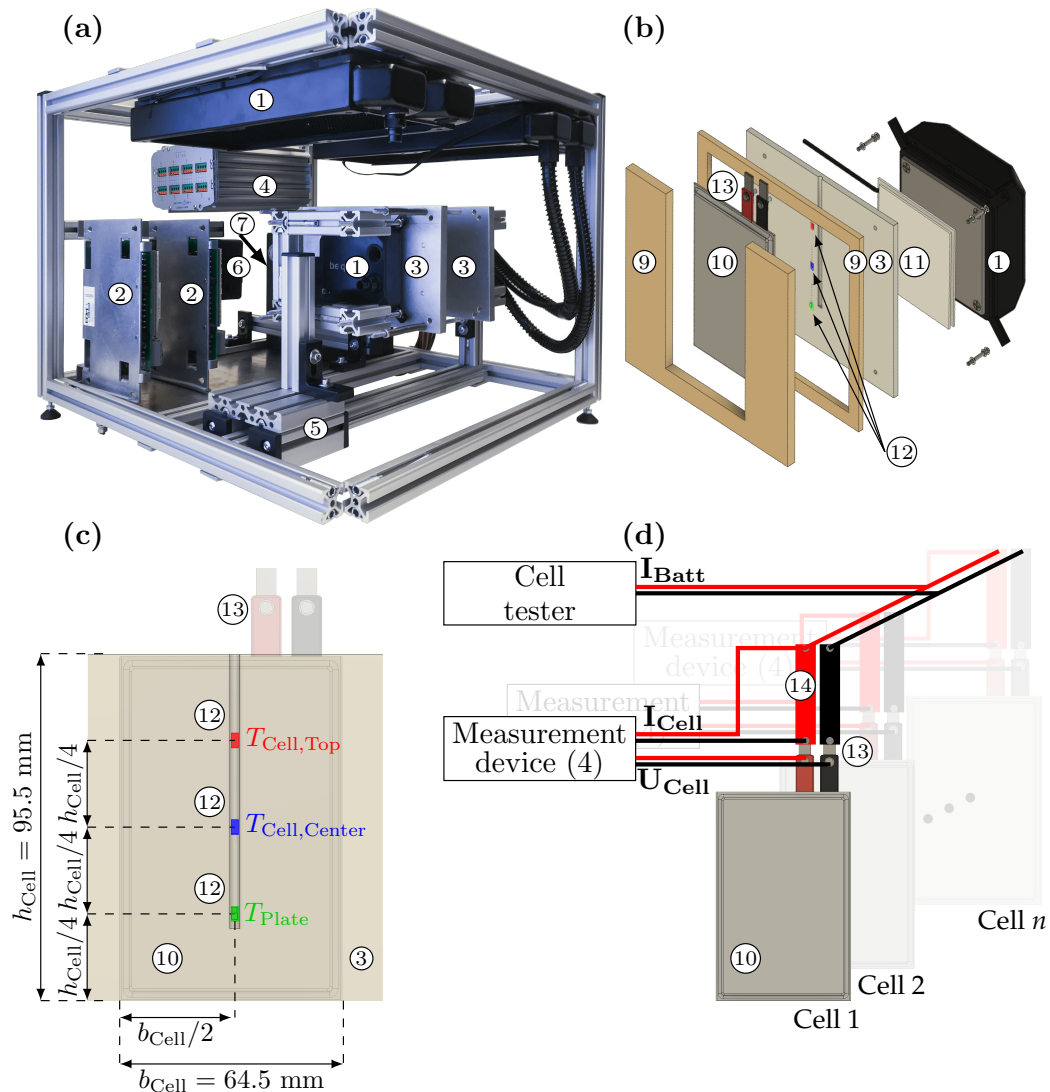 (a)
1
4
7
6
2
2
1
3
3
5
(b)
13
9
10
9
3
11
1
12
(c)
13
12
T_Cell,Top
12
T_Cell,Center
12
T_Plate
10
3
h_Cell = 95.5 mm
h_Cell/4
h_Cell/4
h_Cell/4
b_Cell/2
b_Cell = 64.5 mm
(d)
Cell
tester
I_Batt
Measurement
device (4)
Measurement
14
I_Cell
Measurement
device (4)
U_Cell
13
10
Cell 1
Cell 2
Cell n